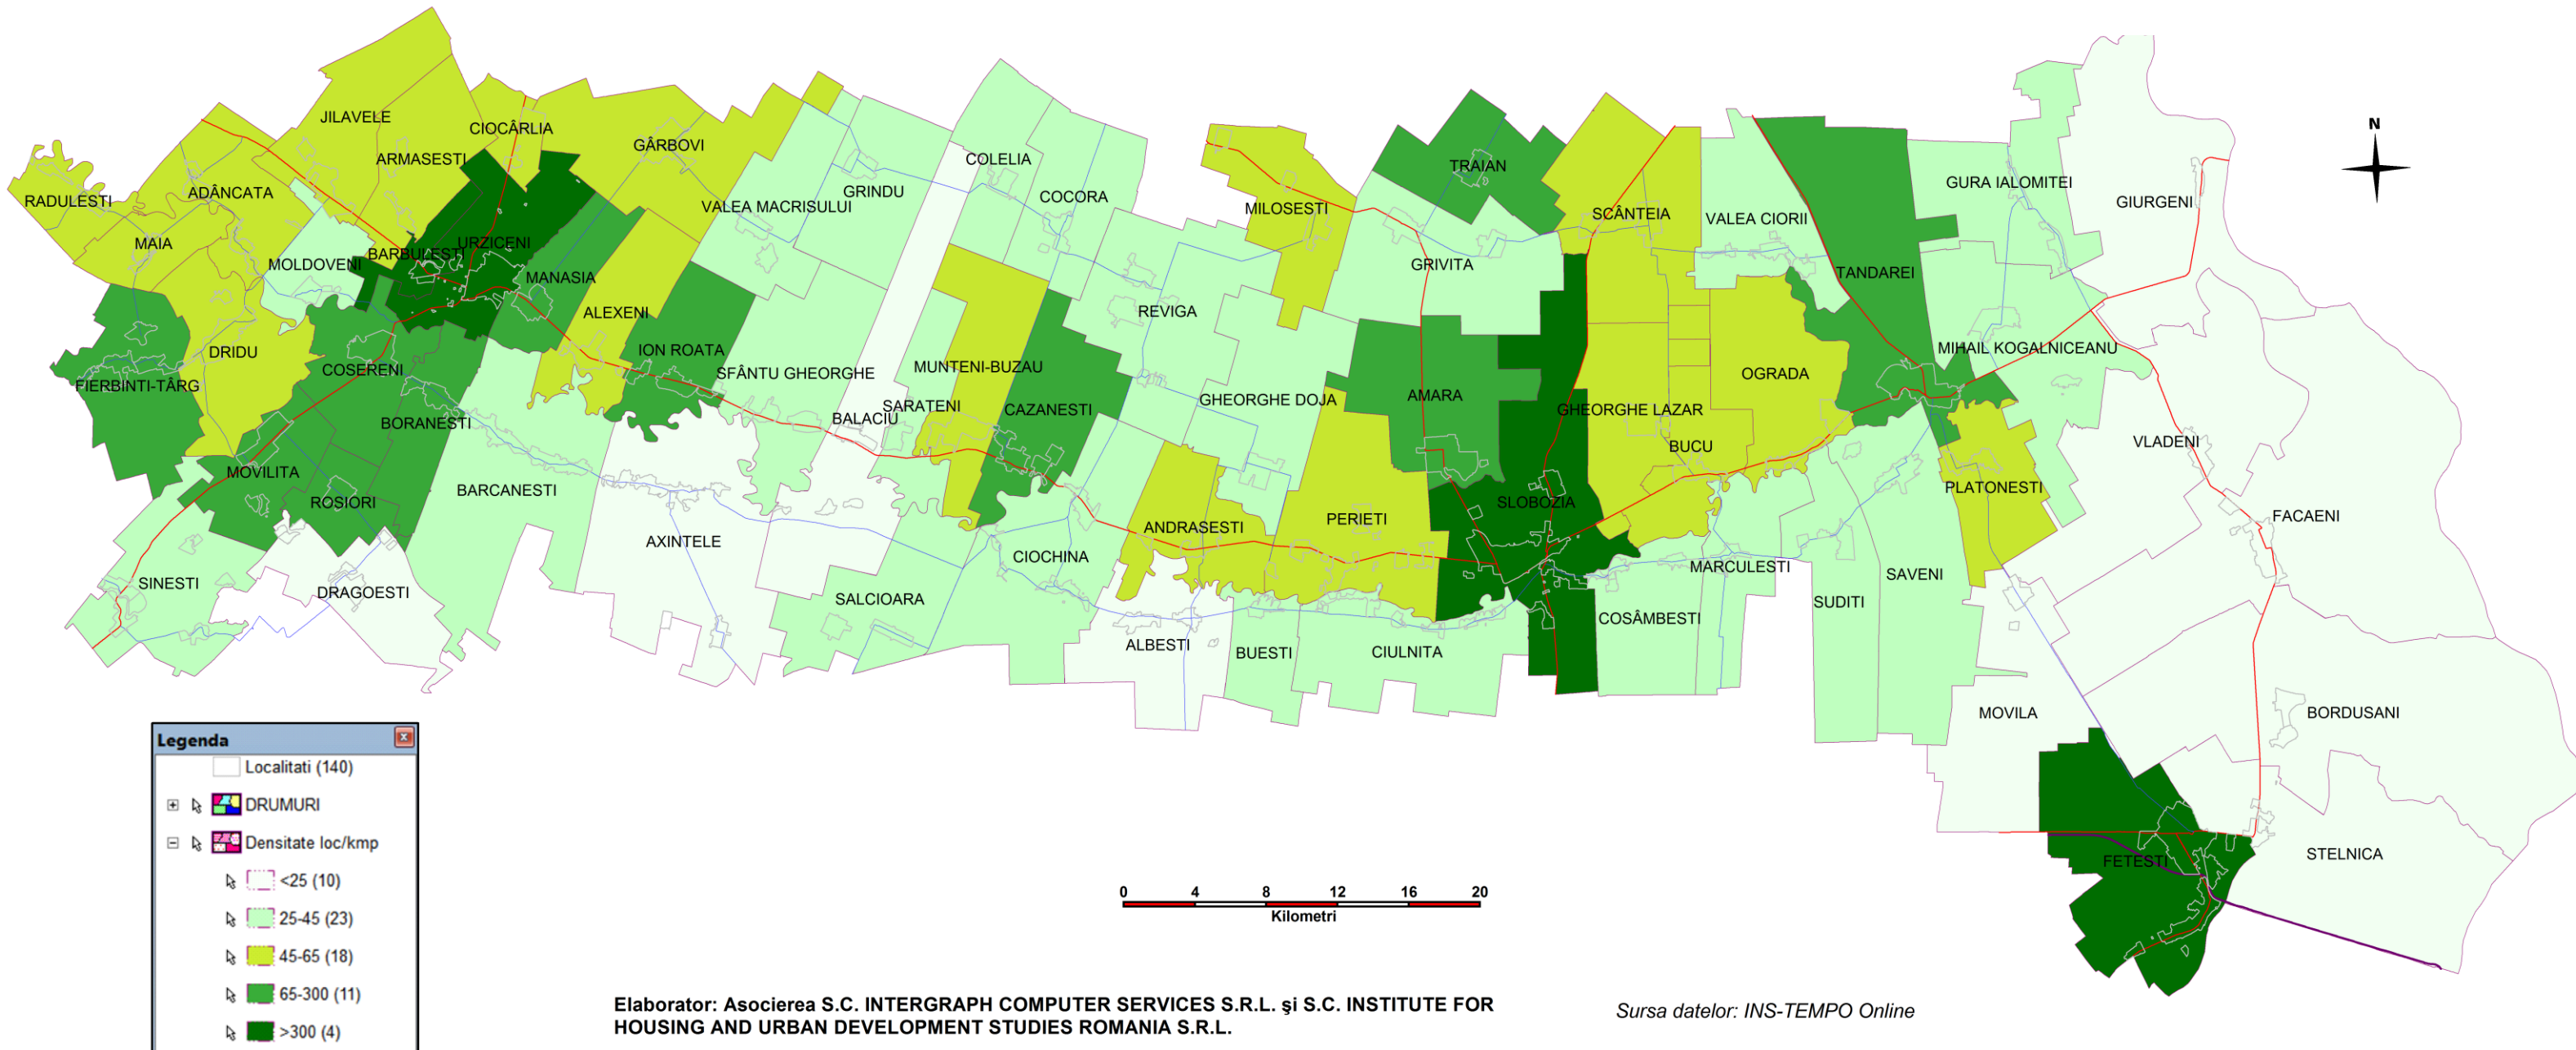 N
JILAVELE
CIOCÂRLIA
ARMASESTI
GÂRBOVI
COLELIA
TRAIAN
RADULESTI
ADÂNCATA
VALEA MACRISULUI
GRINDU
COCORA
MILOSESTI
SCÂNTEIA
VALEA CIORII
GURA IALOMITEI
GIURGENI
MAIA
MOLDOVENI
BARBULESTI
URZICENI
MANASIA
GRIVITA
TANDAREI
ALEXENI
REVIGA
DRIDU
ION ROATA
MIHAIL KOGALNICEANU
FIERBINTI-TÂRG
COSERENI
SFÂNTU GHEORGHE
MUNTENI-BUZAU
OGRADA
BORANESTI
BALACIU
SARATENI
CAZANESTI
GHEORGHE DOJA
AMARA
GHEORGHE LAZAR
BUCU
VLADENI
MOVILITA
ROSIORI
BARCANESTI
PLATONESTI
SLOBOZIA
AXINTELE
ANDRASESTI
PERIETI
FACAENI
SINESTI
DRAGOESTI
SALCIOARA
CIOCHINA
MARCULESTI
SAVENI
SUDITI
ALBESTI
BUESTI
CIULNITA
COSÂMBESTI
MOVILA
BORDUSANI
FETESTI
STELNICA
Legenda
Localitati (140)
DRUMURI
Densitate loc/kmp
<25 (10)
25-45 (23)
45-65 (18)
65-300 (11)
>300 (4)
0 4 8 12 16 20
Kilometri
Elaborator: Asocierea S.C. INTERGRAPH COMPUTER SERVICES S.R.L. şi S.C. INSTITUTE FOR
HOUSING AND URBAN DEVELOPMENT STUDIES ROMANIA S.R.L.
Sursa datelor: INS-TEMPO Online